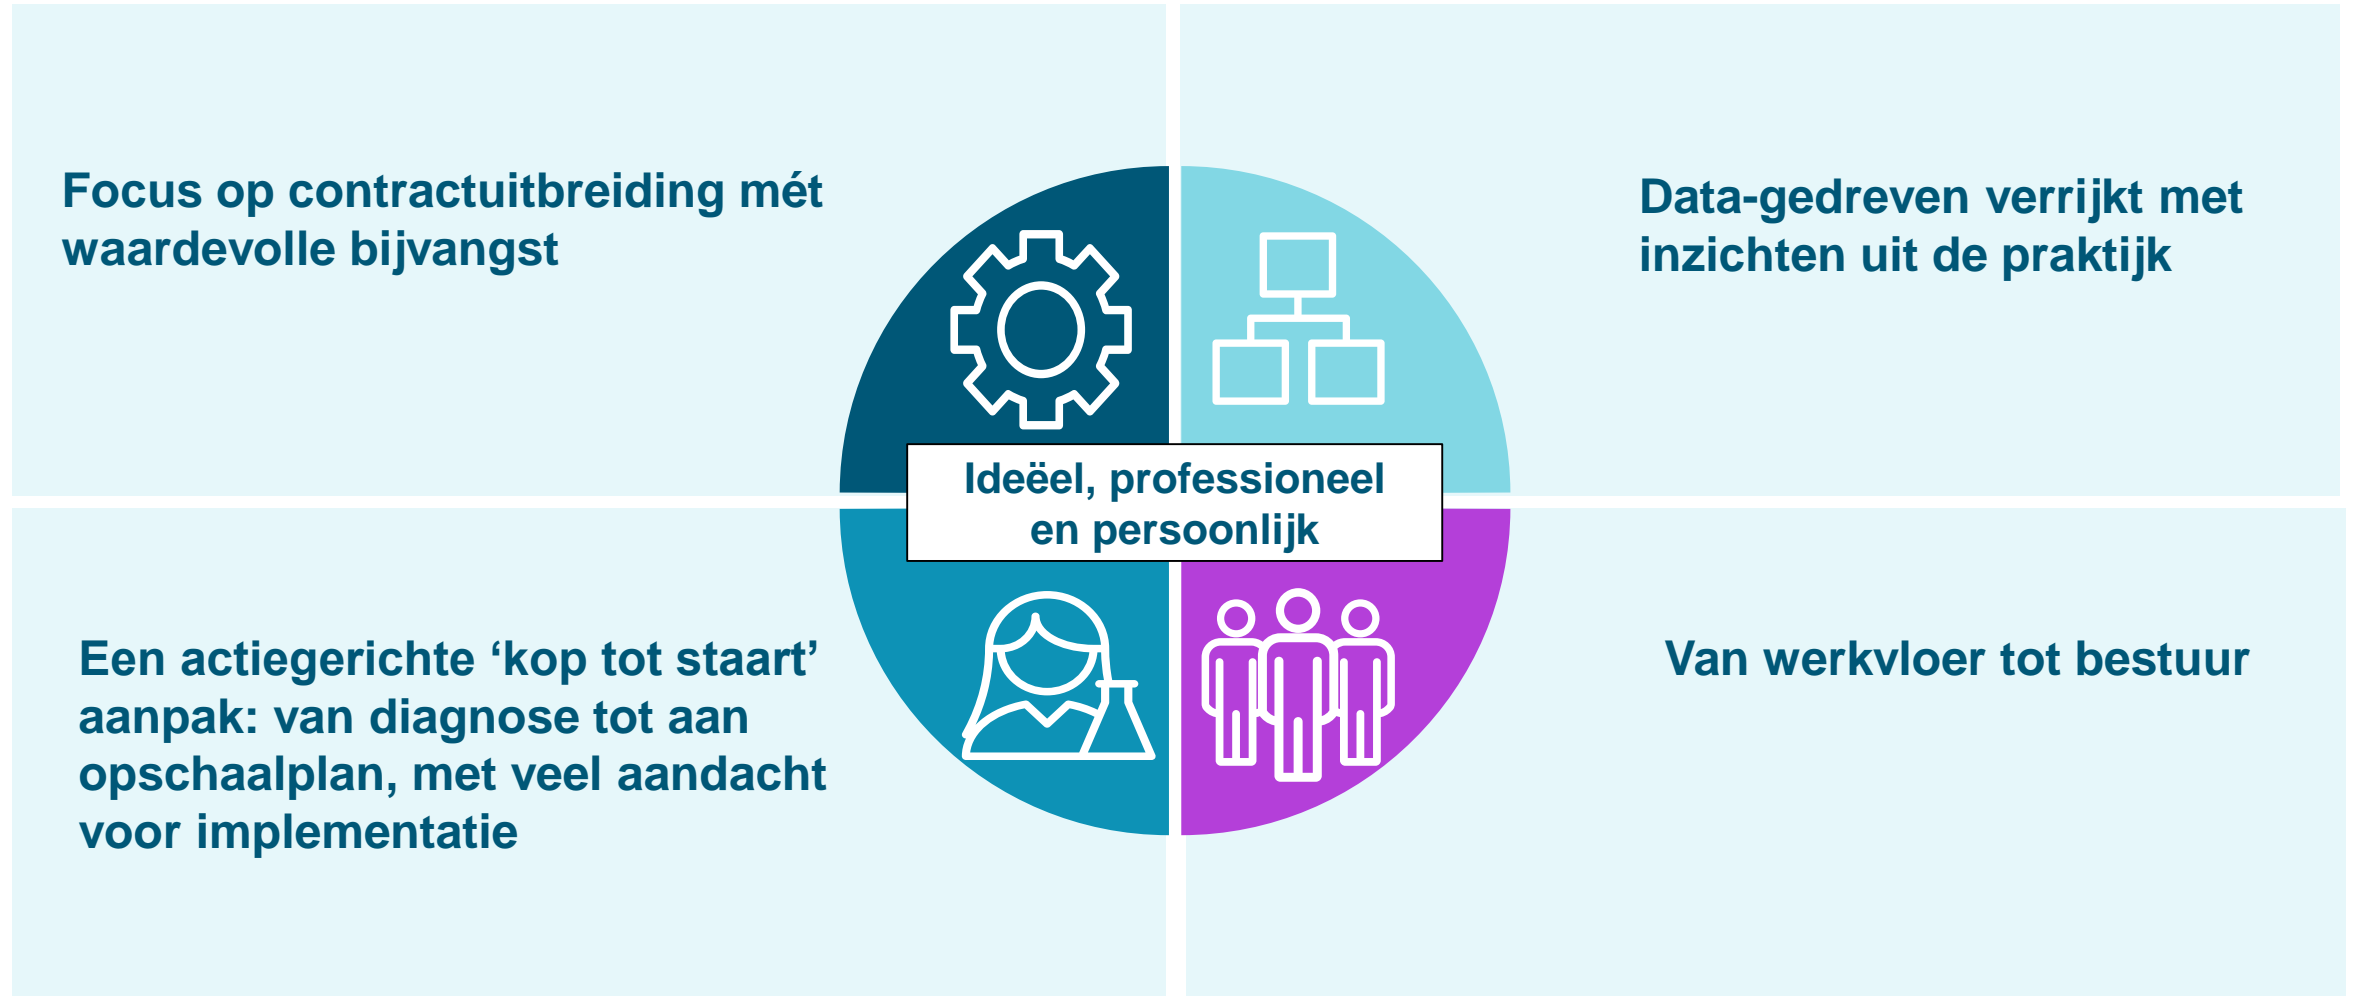 Focus op contractuitbreiding mét
waardevolle bijvangst
Data-gedreven verrijkt met
inzichten uit de praktijk
Ideëel, professioneel
en persoonlijk
Een actiegerichte ‘kop tot staart’
aanpak: van diagnose tot aan
opschaalplan, met veel aandacht
voor implementatie
Van werkvloer tot bestuur